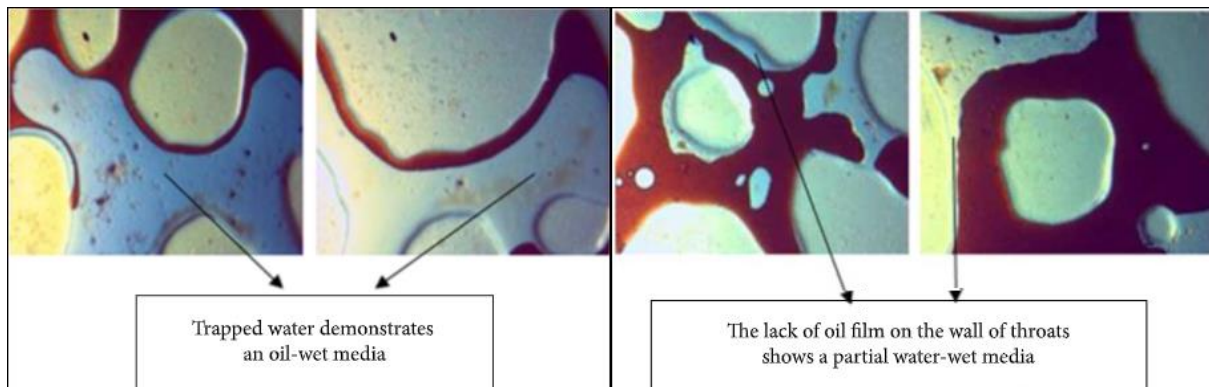 Trapped water demonstrates
an oil-wet media
The lack of oil film on the wall of throats
shows a partial water-wet media